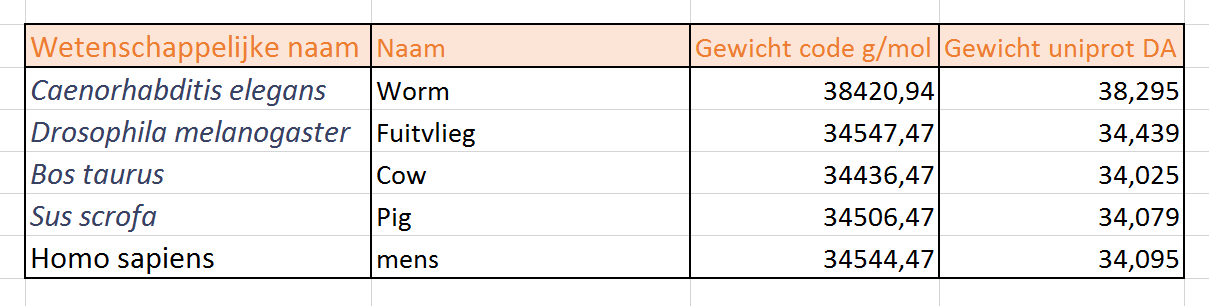 Wetenschappelijke naam Naam Gewicht code g/mol Gewicht uniprot DA
Caenorhabditis elegans Worm 38420,94 38,295
Drosophila melanogaster Fuitvlieg 34547,47 34,439
Bos taurus Cow 34436,47 34,025
Sus scrofa Pig 34506,47 34,079
Homo sapiens mens 34544,47 34,095